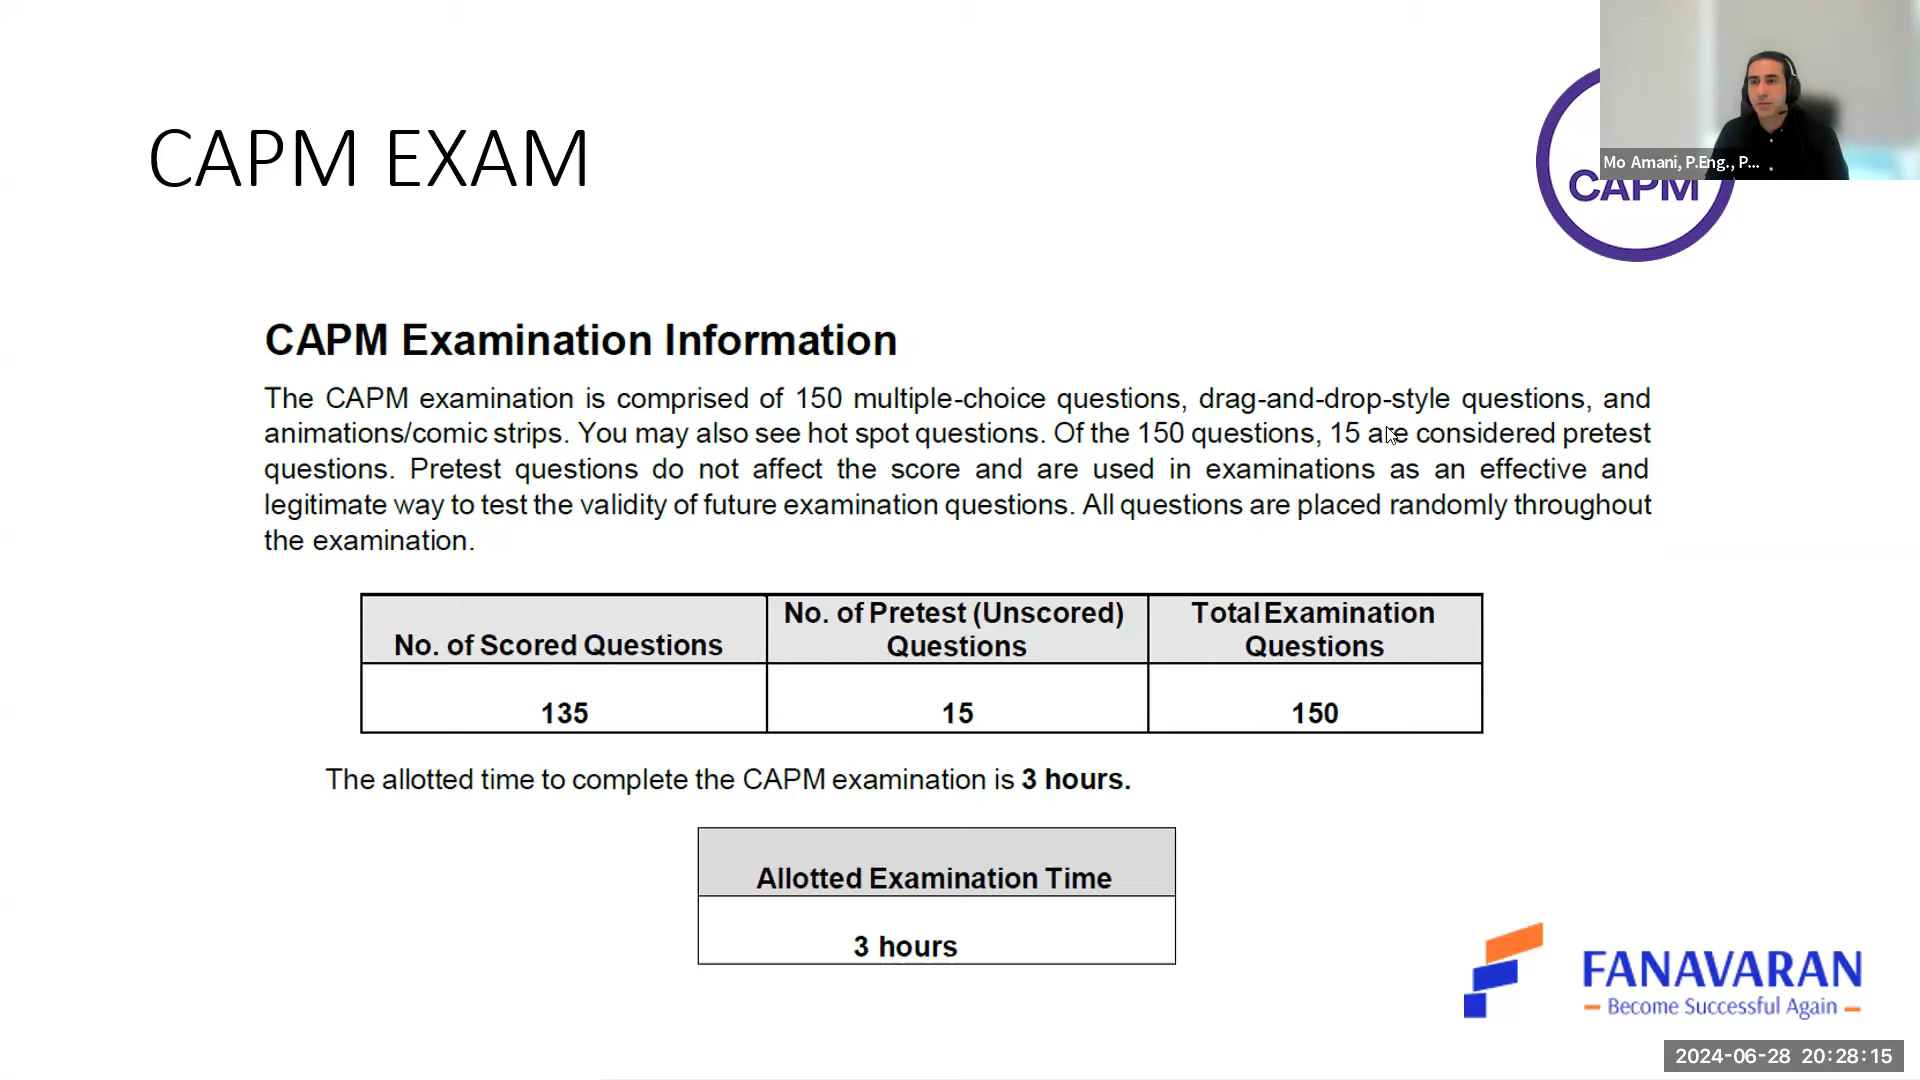 CAPM EXAM
Mo Amani, P.Eng., P...
CAPM
CAPM Examination Information
The CAPM examination is comprised of 150 multiple-choice questions, drag-and-drop-style questions, and
animations/comic strips. You may also see hot spot questions. Of the 150 questions, 15 are considered pretest
questions. Pretest questions do not affect the score and are used in examinations as an effective and
legitimate way to test the validity of future examination questions. All questions are placed randomly throughout
the examination.
No. of Scored Questions
No. of Pretest (Unscored)
Questions
Total Examination
Questions
135
15
150
The allotted time to complete the CAPM examination is 3 hours.
Allotted Examination Time
3 hours
FANAVARAN
Become Successful Again
2024-06-28 20:28:15